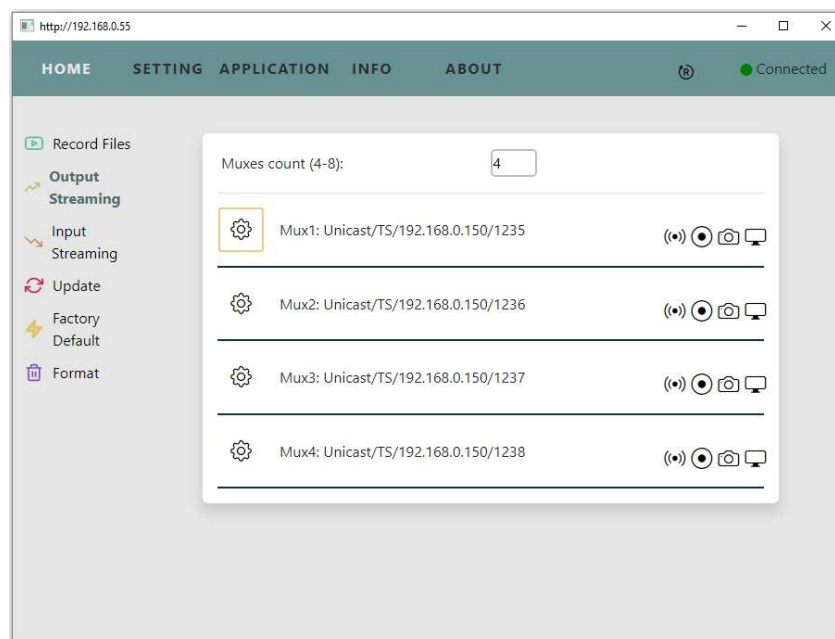 http://192.168.0.55
HOME SETTING APPLICATION INFO ABOUT Connected
Record Files
Output
Streaming
Input
Streaming
Update
Factory
Default
Format
Muxes count (4-8): 4
Mux1: Unicast/TS/192.168.0.150/1235
Mux2: Unicast/TS/192.168.0.150/1236
Mux3: Unicast/TS/192.168.0.150/1237
Mux4: Unicast/TS/192.168.0.150/1238